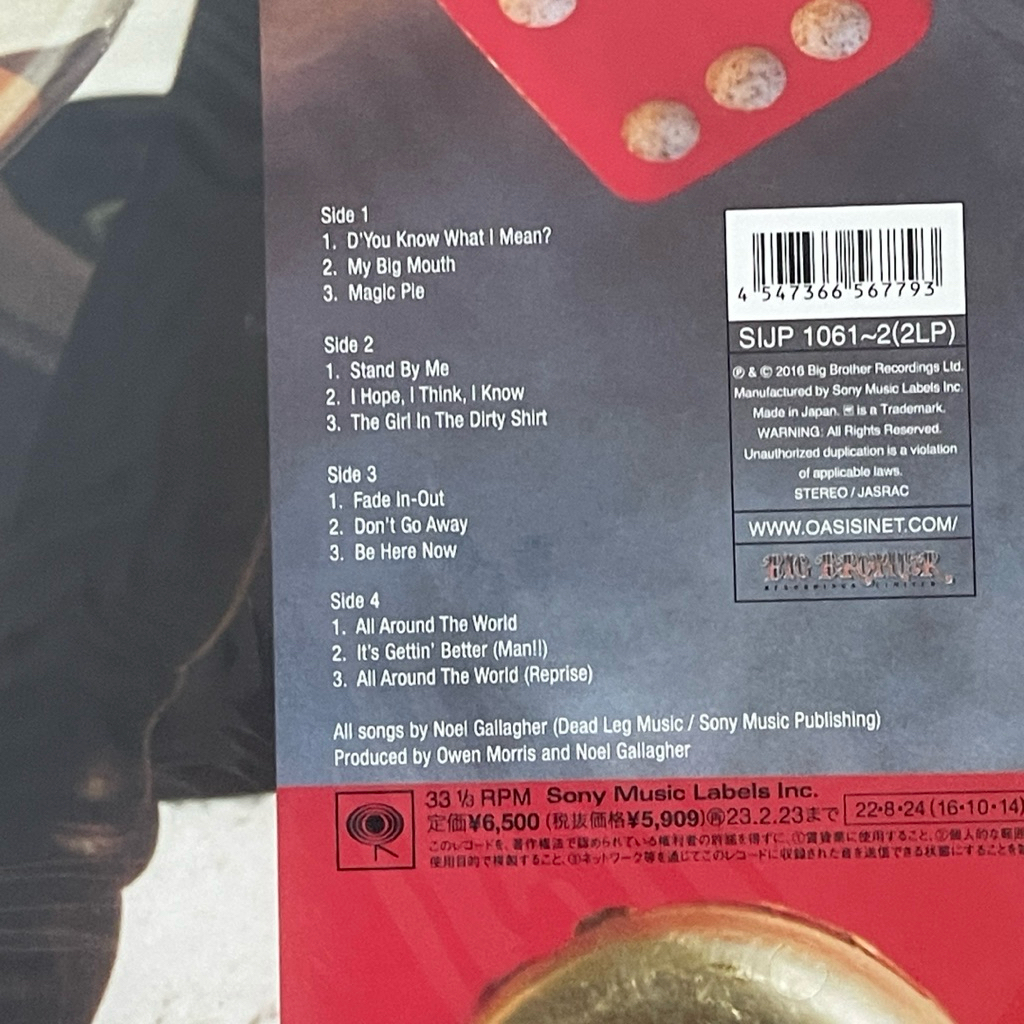 Side 1
1. D'You Know What I Mean?
2. My Big Mouth
3. Magic Pie
Side 2
1. Stand By Me
2. I Hope, I Think, I Know
3. The Girl In The Dirty Shirt
Side 3
1. Fade In-Out
2. Don't Go Away
3. Be Here Now
Side 4
1. All Around The World
2. It's Gettin' Better (Man!!)
3. All Around The World (Reprise)
All songs by Noel Gallagher (Dead Leg Music / Sony Music Publishing)
Produced by Owen Morris and Noel Gallagher
4 547366 567793
SIJP 1061~2(2LP)
℗ & © 2016 Big Brother Recordings Ltd.
Manufactured by Sony Music Labels Inc.
Made in Japan. is a Trademark.
WARNING: All Rights Reserved.
Unauthorized duplication is a violation
of applicable laws.
STEREO / JASRAC
WWW.OASISINET.COM/
BIG BROTHER
RECORDINGS LIMITED
33 ⅓ RPM Sony Music Labels Inc.
定価¥6,500 (税抜価格¥5,909)㊢23.2.23まで 22・8・24 (16・10・14)
このレコードを、著作権法で認められている権利者の許諾を得ずに、①賃貸業に使用すること、②個人的な範囲
使用目的で複製すること、③ネットワーク等を通じてこのレコードに収録された音を送信できる状態にすることを